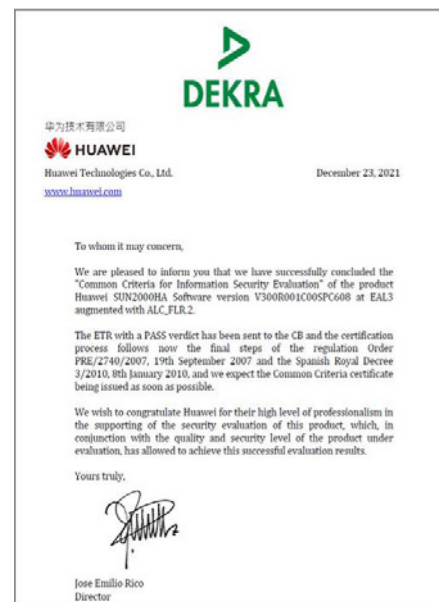 DEKRA
华为技术有限公司
HUAWEI
Huawei Technologies Co., Ltd. December 23, 2021
www.huawei.com
To whom it may concern,
We are pleased to inform you that we have successfully concluded the
"Common Criteria for Information Security Evaluation" of the product
Huawei SUN2000HA Software version V300R001C00SPC608 at EAL3
augmented with ALC_FLR.2.
The ETR with a PASS verdict has been sent to the CB and the certification
process follows now the final steps of the regulation Order
PRE/2740/2007, 19th September 2007 and the Spanish Royal Decree
3/2010, 8th January 2010, and we expect the Common Criteria certificate
being issued as soon as possible.
We wish to congratulate Huawei for their high level of professionalism in
the supporting of the security evaluation of this product, which, in
conjunction with the quality and security level of the product under
evaluation, has allowed to achieve this successful evaluation results.
Yours truly,
Jose Emilio Rico
Director